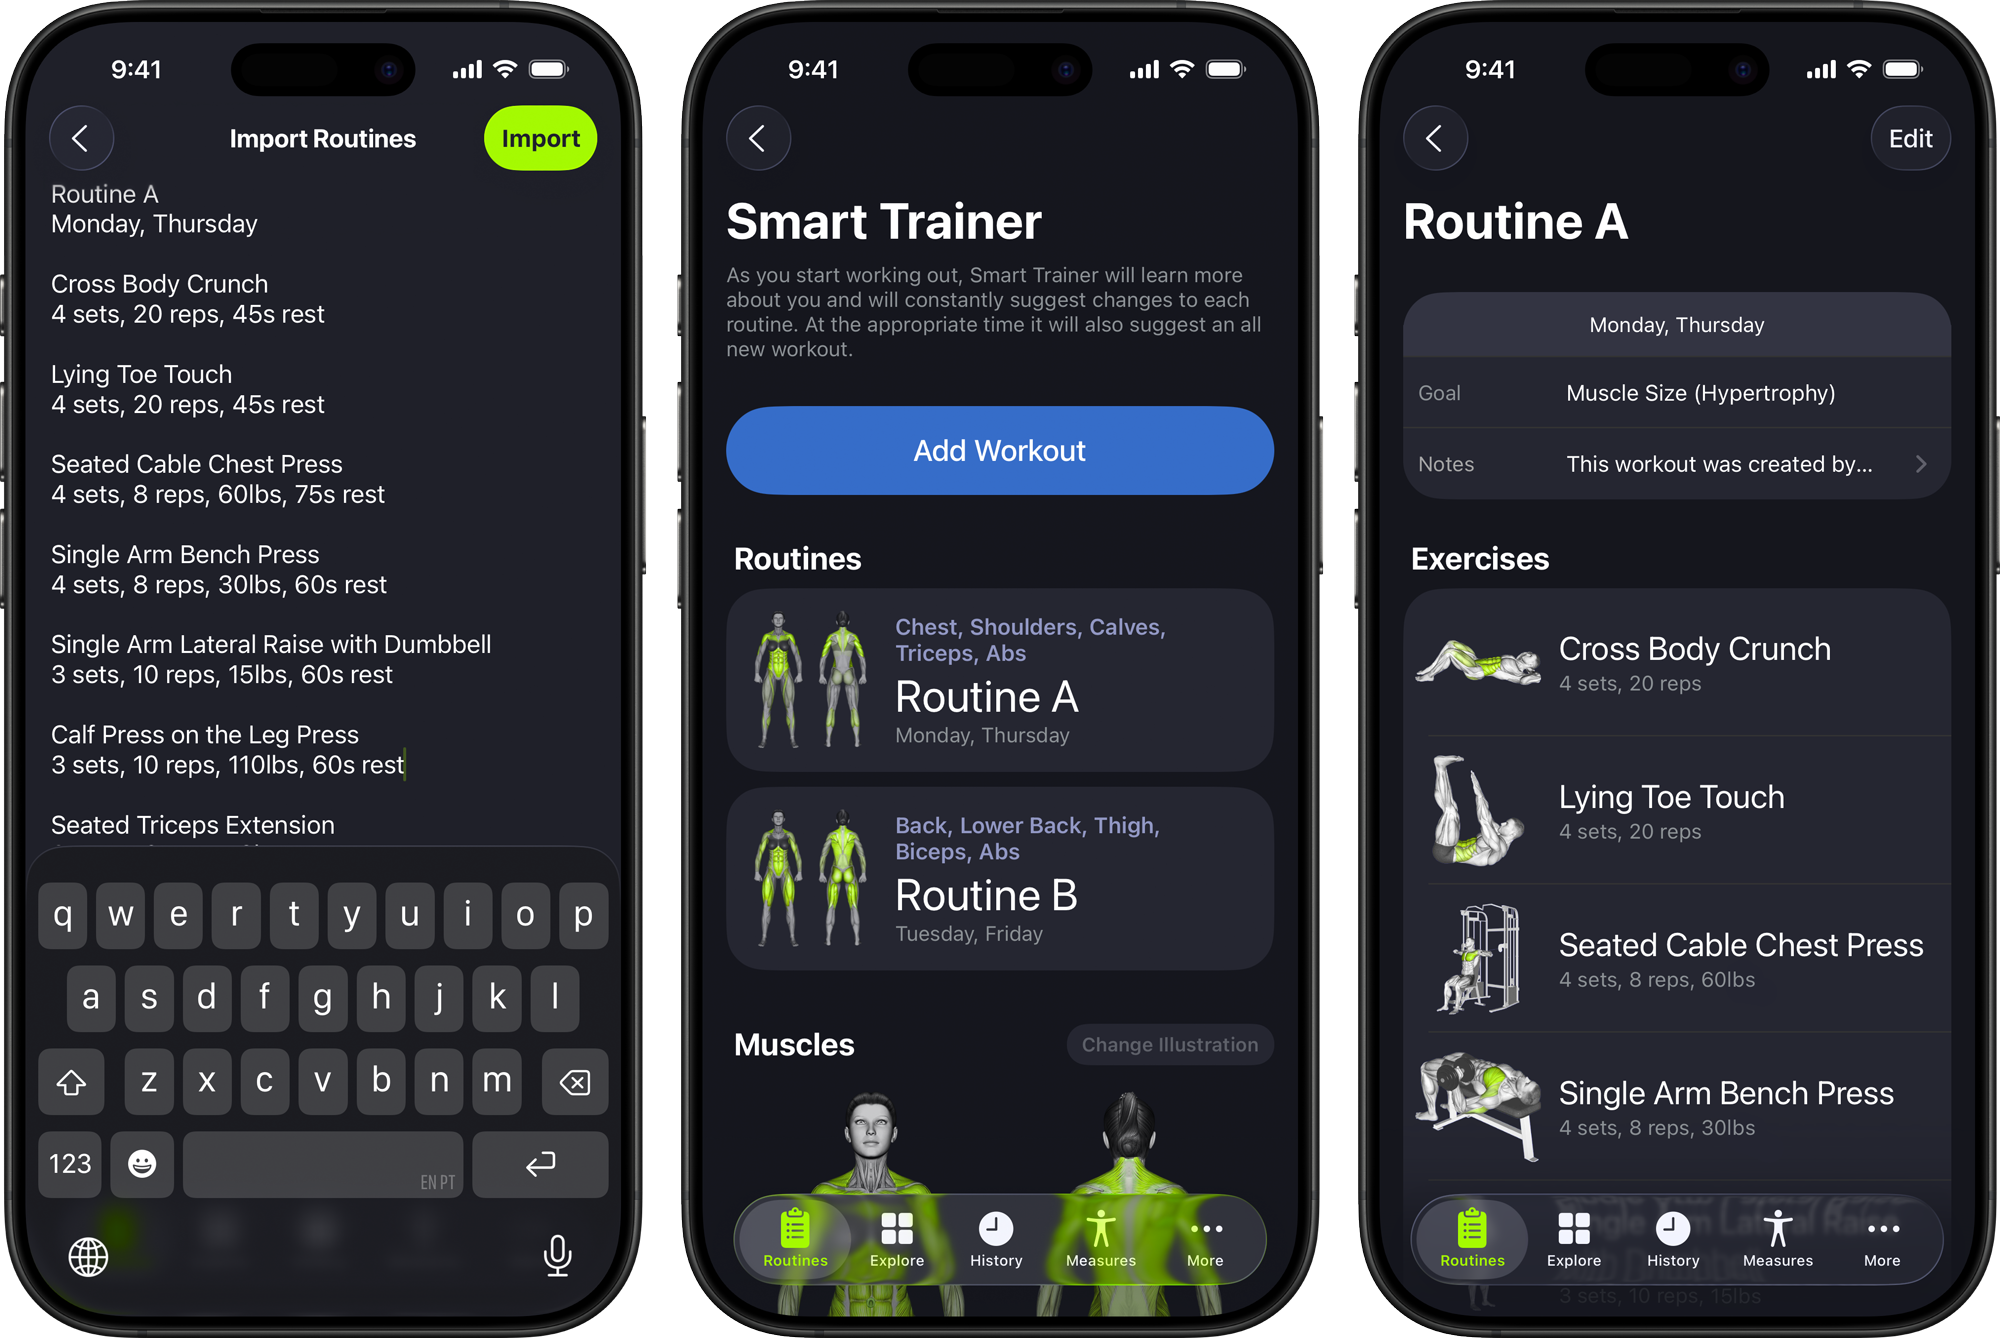 9:41
Import Routines
Import
Routine A
Monday, Thursday
Cross Body Crunch
4 sets, 20 reps, 45s rest
Lying Toe Touch
4 sets, 20 reps, 45s rest
Seated Cable Chest Press
4 sets, 8 reps, 60lbs, 75s rest
Single Arm Bench Press
4 sets, 8 reps, 30lbs, 60s rest
Single Arm Lateral Raise with Dumbbell
3 sets, 10 reps, 15lbs, 60s rest
Calf Press on the Leg Press
3 sets, 10 reps, 110lbs, 60s rest
Seated Triceps Extension
q w e r t y u i o p
a s d f g h j k l
z x c v b n m
123
EN PT
9:41
Smart Trainer
As you start working out, Smart Trainer will learn more
about you and will constantly suggest changes to each
routine. At the appropriate time it will also suggest an all
new workout.
Add Workout
Routines
Chest, Shoulders, Calves,
Triceps, Abs
Routine A
Monday, Thursday
Back, Lower Back, Thigh,
Biceps, Abs
Routine B
Tuesday, Friday
Muscles
Change Illustration
Routines
Explore
History
Measures
More
9:41
Edit
Routine A
Monday, Thursday
Goal
Muscle Size (Hypertrophy)
Notes
This workout was created by...
Exercises
Cross Body Crunch
4 sets, 20 reps
Lying Toe Touch
4 sets, 20 reps
Seated Cable Chest Press
4 sets, 8 reps, 60lbs
Single Arm Bench Press
4 sets, 8 reps, 30lbs
Single Arm Lateral Raise
3 sets, 10 reps, 15lbs
Routines
Explore
History
Measures
More